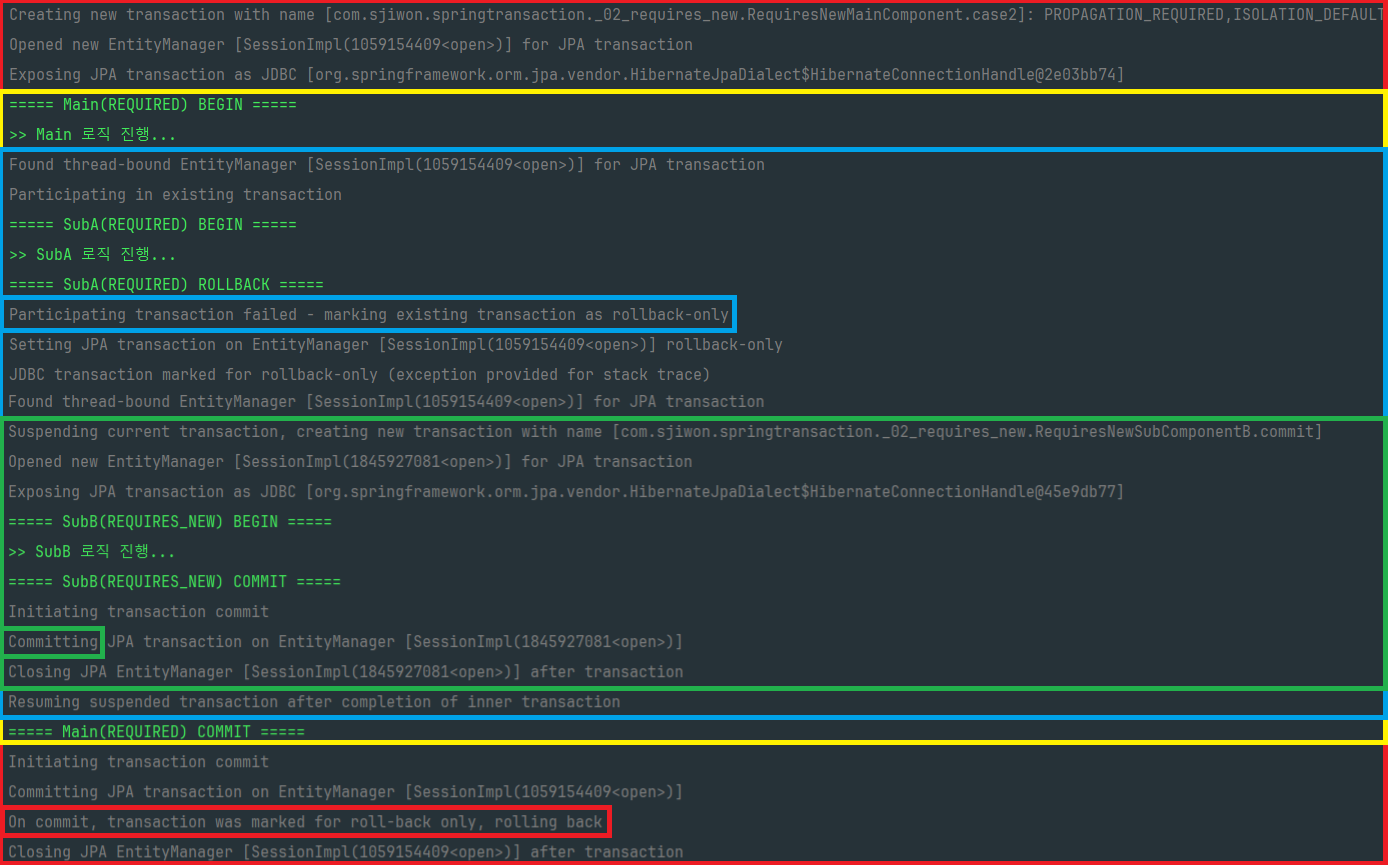 Creating new transaction with name [com.sjiwon.springtransaction._02_requires_new.RequiresNewMainComponent.case2]: PROPAGATION_REQUIRED,ISOLATION_DEFAULT
Opened new EntityManager [SessionImpl(1059154409<open>)] for JPA transaction
Exposing JPA transaction as JDBC [org.springframework.orm.jpa.vendor.HibernateJpaDialect$HibernateConnectionHandle@2e03bb74]
===== Main(REQUIRED) BEGIN =====
>> Main 로직 진행...
Found thread-bound EntityManager [SessionImpl(1059154409<open>)] for JPA transaction
Participating in existing transaction
===== SubA(REQUIRED) BEGIN =====
>> SubA 로직 진행...
===== SubA(REQUIRED) ROLLBACK =====
Participating transaction failed - marking existing transaction as rollback-only
Setting JPA transaction on EntityManager [SessionImpl(1059154409<open>)] rollback-only
JDBC transaction marked for rollback-only (exception provided for stack trace)
Found thread-bound EntityManager [SessionImpl(1059154409<open>)] for JPA transaction
Suspending current transaction, creating new transaction with name [com.sjiwon.springtransaction._02_requires_new.RequiresNewSubComponentB.commit]
Opened new EntityManager [SessionImpl(1845927081<open>)] for JPA transaction
Exposing JPA transaction as JDBC [org.springframework.orm.jpa.vendor.HibernateJpaDialect$HibernateConnectionHandle@45e9db77]
===== SubB(REQUIRES_NEW) BEGIN =====
>> SubB 로직 진행...
===== SubB(REQUIRES_NEW) COMMIT =====
Initiating transaction commit
Committing JPA transaction on EntityManager [SessionImpl(1845927081<open>)]
Closing JPA EntityManager [SessionImpl(1845927081<open>)] after transaction
Resuming suspended transaction after completion of inner transaction
===== Main(REQUIRED) COMMIT =====
Initiating transaction commit
Committing JPA transaction on EntityManager [SessionImpl(1059154409<open>)]
On commit, transaction was marked for roll-back only, rolling back
Closing JPA EntityManager [SessionImpl(1059154409<open>)] after transaction